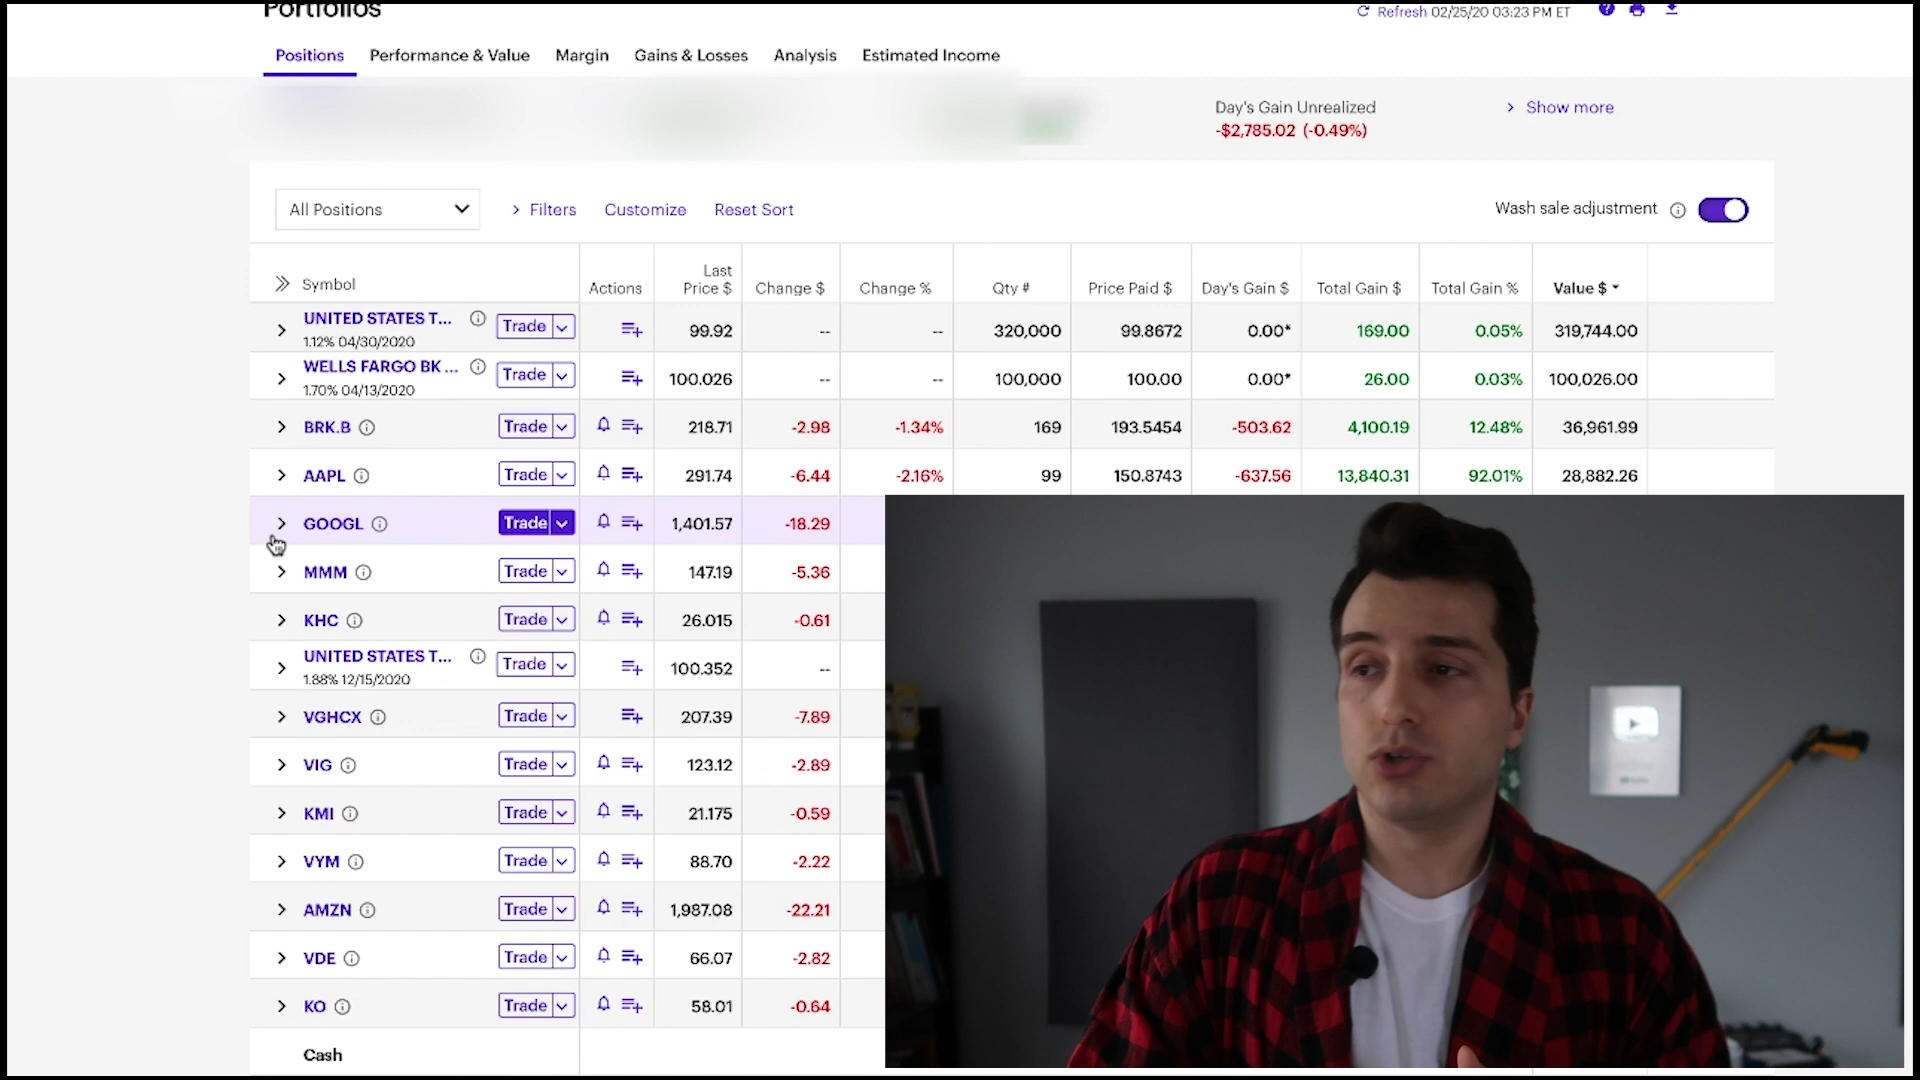 Portfolios
Refresh 02/25/20 03:23 PM ET
Positions Performance & Value Margin Gains & Losses Analysis Estimated Income
Day's Gain Unrealized
-$2,785.02 (-0.49%)
Show more
All Positions Filters Customize Reset Sort Wash sale adjustment
Symbol Actions Last Price $ Change $ Change % Qty # Price Paid $ Day's Gain $ Total Gain $ Total Gain % Value $
UNITED STATES T... Trade 99.92 -- -- 320,000 99.8672 0.00* 169.00 0.05% 319,744.00
1.12% 04/30/2020
WELLS FARGO BK ... Trade 100.026 -- -- 100,000 100.00 0.00* 26.00 0.03% 100,026.00
1.70% 04/13/2020
BRK.B Trade 218.71 -2.98 -1.34% 169 193.5454 -503.62 4,100.19 12.48% 36,961.99
AAPL Trade 291.74 -6.44 -2.16% 99 150.8743 -637.56 13,840.31 92.01% 28,882.26
GOOGL Trade 1,401.57 -18.29
MMM Trade 147.19 -5.36
KHC Trade 26.015 -0.61
UNITED STATES T... Trade 100.352 --
1.88% 12/15/2020
VGHCX Trade 207.39 -7.89
VIG Trade 123.12 -2.89
KMI Trade 21.175 -0.59
VYM Trade 88.70 -2.22
AMZN Trade 1,987.08 -22.21
VDE Trade 66.07 -2.82
KO Trade 58.01 -0.64
Cash